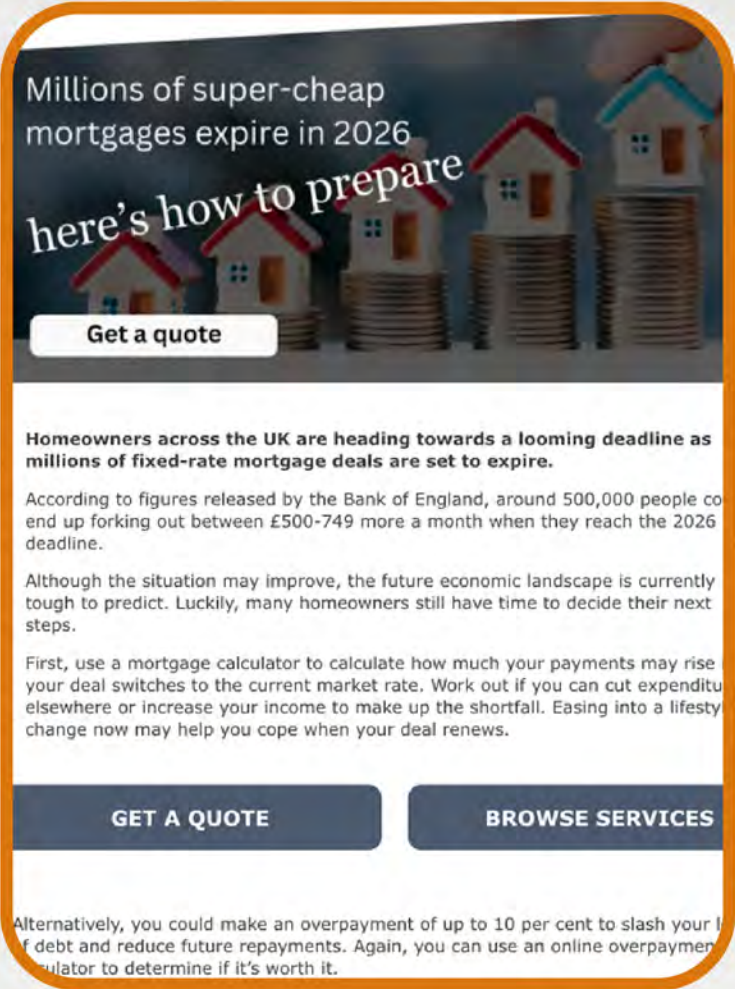 Millions of super-cheap
mortgages expire in 2026
here's how to prepare
Get a quote
Homeowners across the UK are heading towards a looming deadline as
millions of fixed-rate mortgage deals are set to expire.
According to figures released by the Bank of England, around 500,000 people
end up forking out between £500-749 more a month when they reach the 2026
deadline.
Although the situation may improve, the future economic landscape is currently
tough to predict. Luckily, many homeowners still have time to decide their next
steps.
First, use a mortgage calculator to calculate how much your payments may rise
your deal switches to the current market rate. Work out if you can cut
elsewhere or increase your income to make up the shortfall. Easing into a
change now may help you cope when your deal renews.
GET A QUOTE
BROWSE SERVICES
Alternatively, you could make an overpayment of up to 10 per cent to slash your
debt and reduce future repayments. Again, you can use an online
to determine if it's worth it.